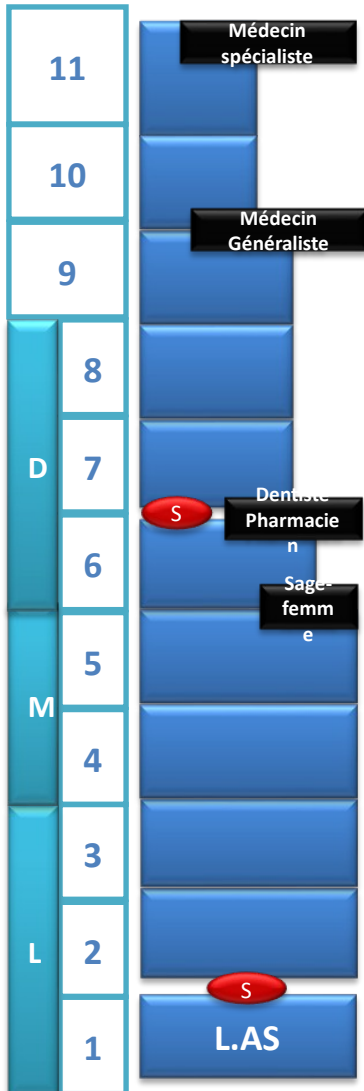 Médecin
spécialiste
11
10
Médecin
Généraliste
9
8
D
7
S
Dentiste
Pharmacie
n
6
Sage-
femm
e
5
M
4
3
L
2
S
L.AS
1